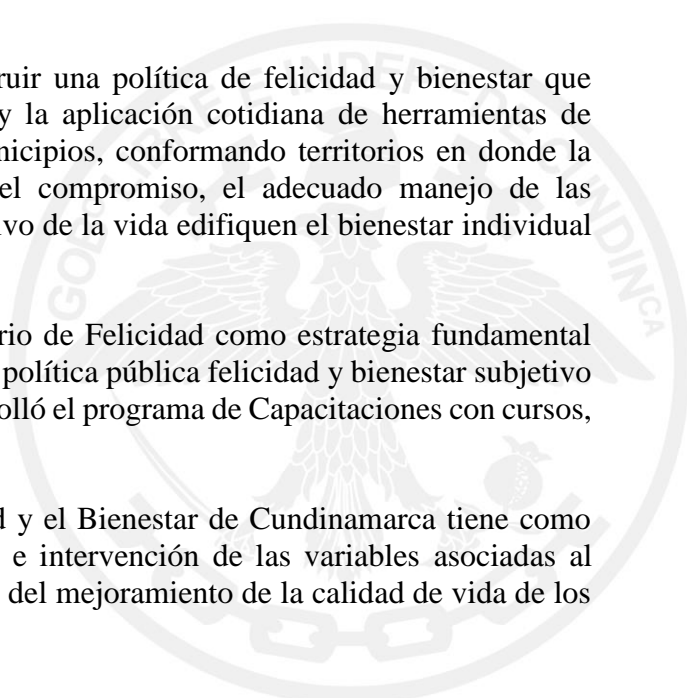 ruir una política de felicidad y bienestar que
y la aplicación cotidiana de herramientas de
nicipios, conformando territorios en donde la
el compromiso, el adecuado manejo de las
ivo de la vida edifiquen el bienestar individual
rio de Felicidad como estrategia fundamental
política pública felicidad y bienestar subjetivo
olló el programa de Capacitaciones con cursos,
d y el Bienestar de Cundinamarca tiene como
e intervención de las variables asociadas al
del mejoramiento de la calidad de vida de los